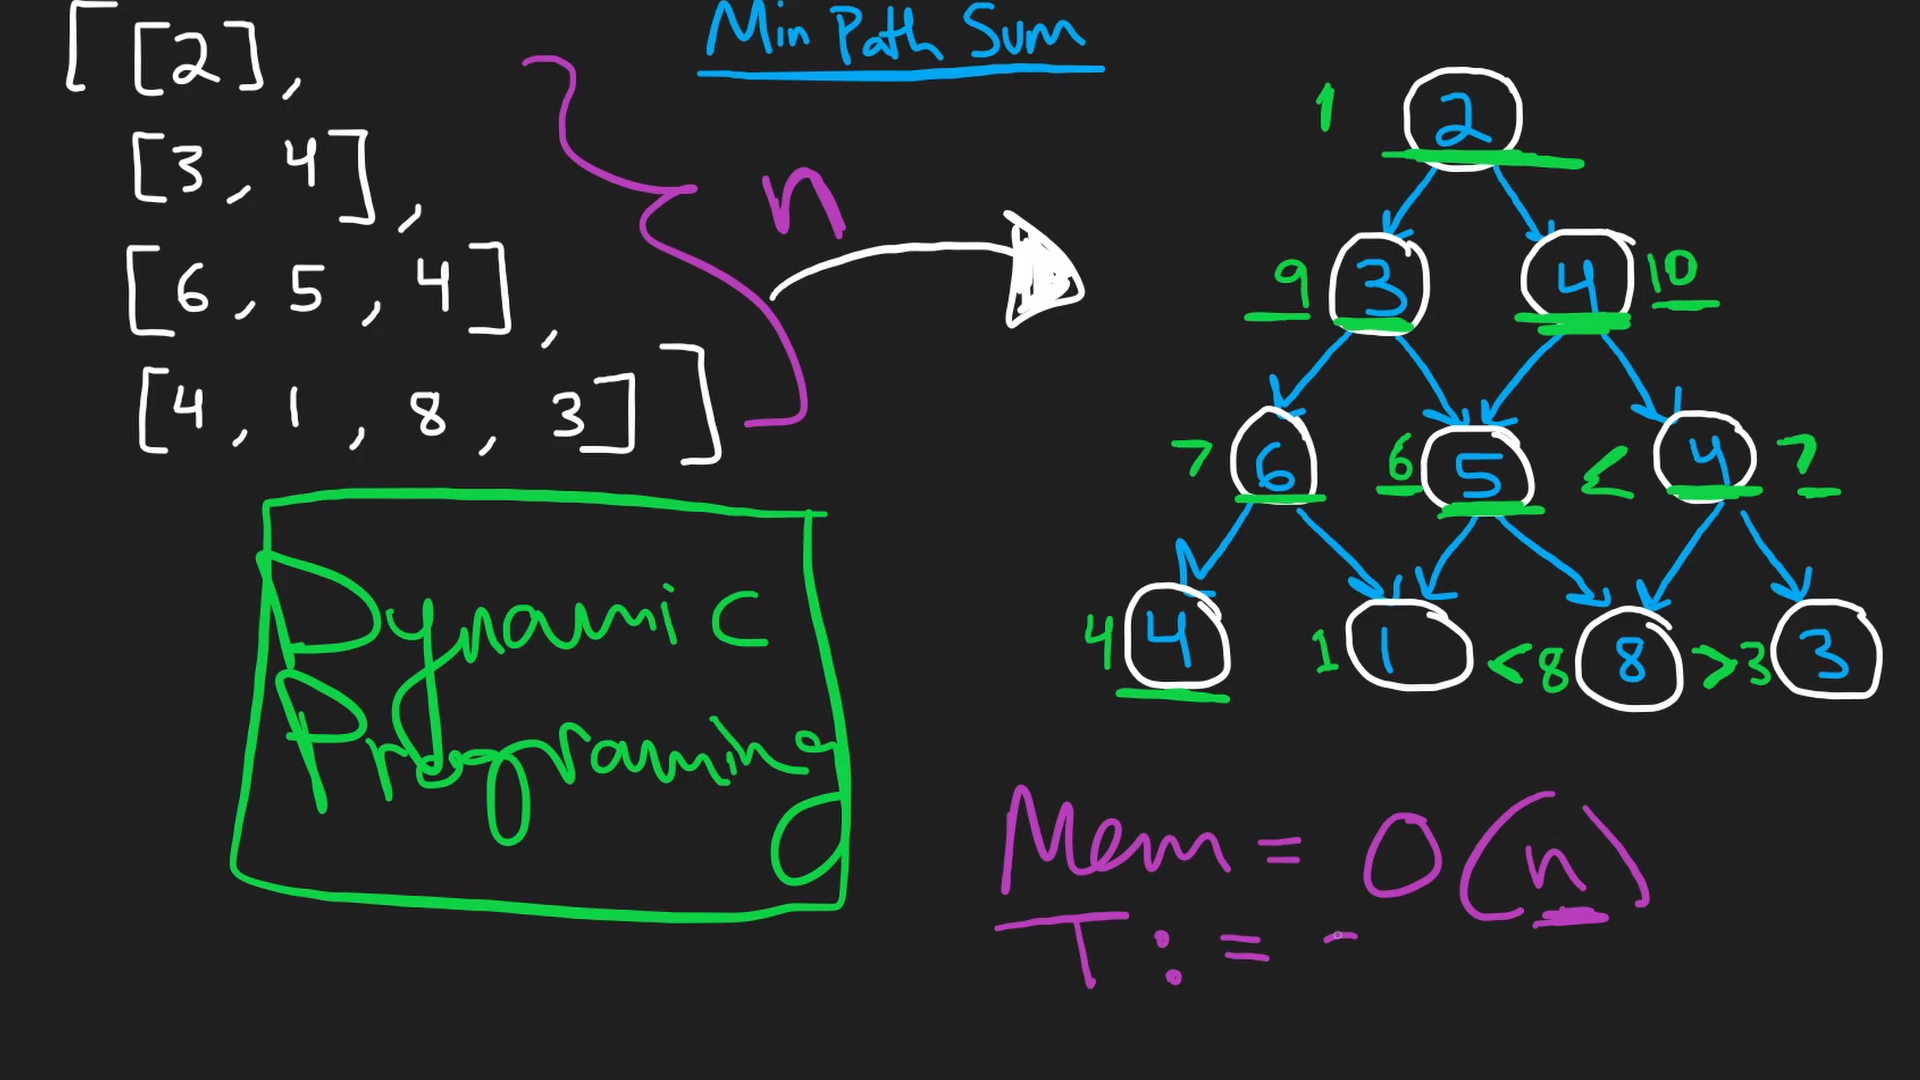 Min Path Sum
[ [2],
[3, 4],
[6, 5, 4],
[4, 1, 8, 3] ]
n
1 2
9 3 4 10
7 6 6 5 < 4 7
4 4 1 1 < 8 8 > 3 3
Dynamic
Programing
Mem = O(n)
T : =